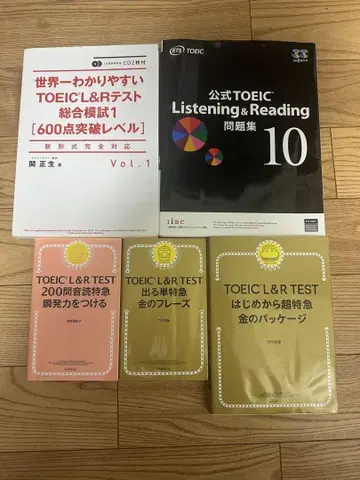 CD2枚付
世界一わかりやすい
TOEIC L&Rテスト
総合模試1
[600点突破レベル]
新形式完全対応
関正生 著
Vol.1
ETS TOEIC
公式TOEIC
Listening & Reading
問題集
10
iibc
TOEIC L&R TEST
200問音読特急
瞬発力をつける
TOEIC L&R TEST
出る単特急
金のフレーズ
TOEIC L&R TEST
はじめから超特急
金のパッケージ